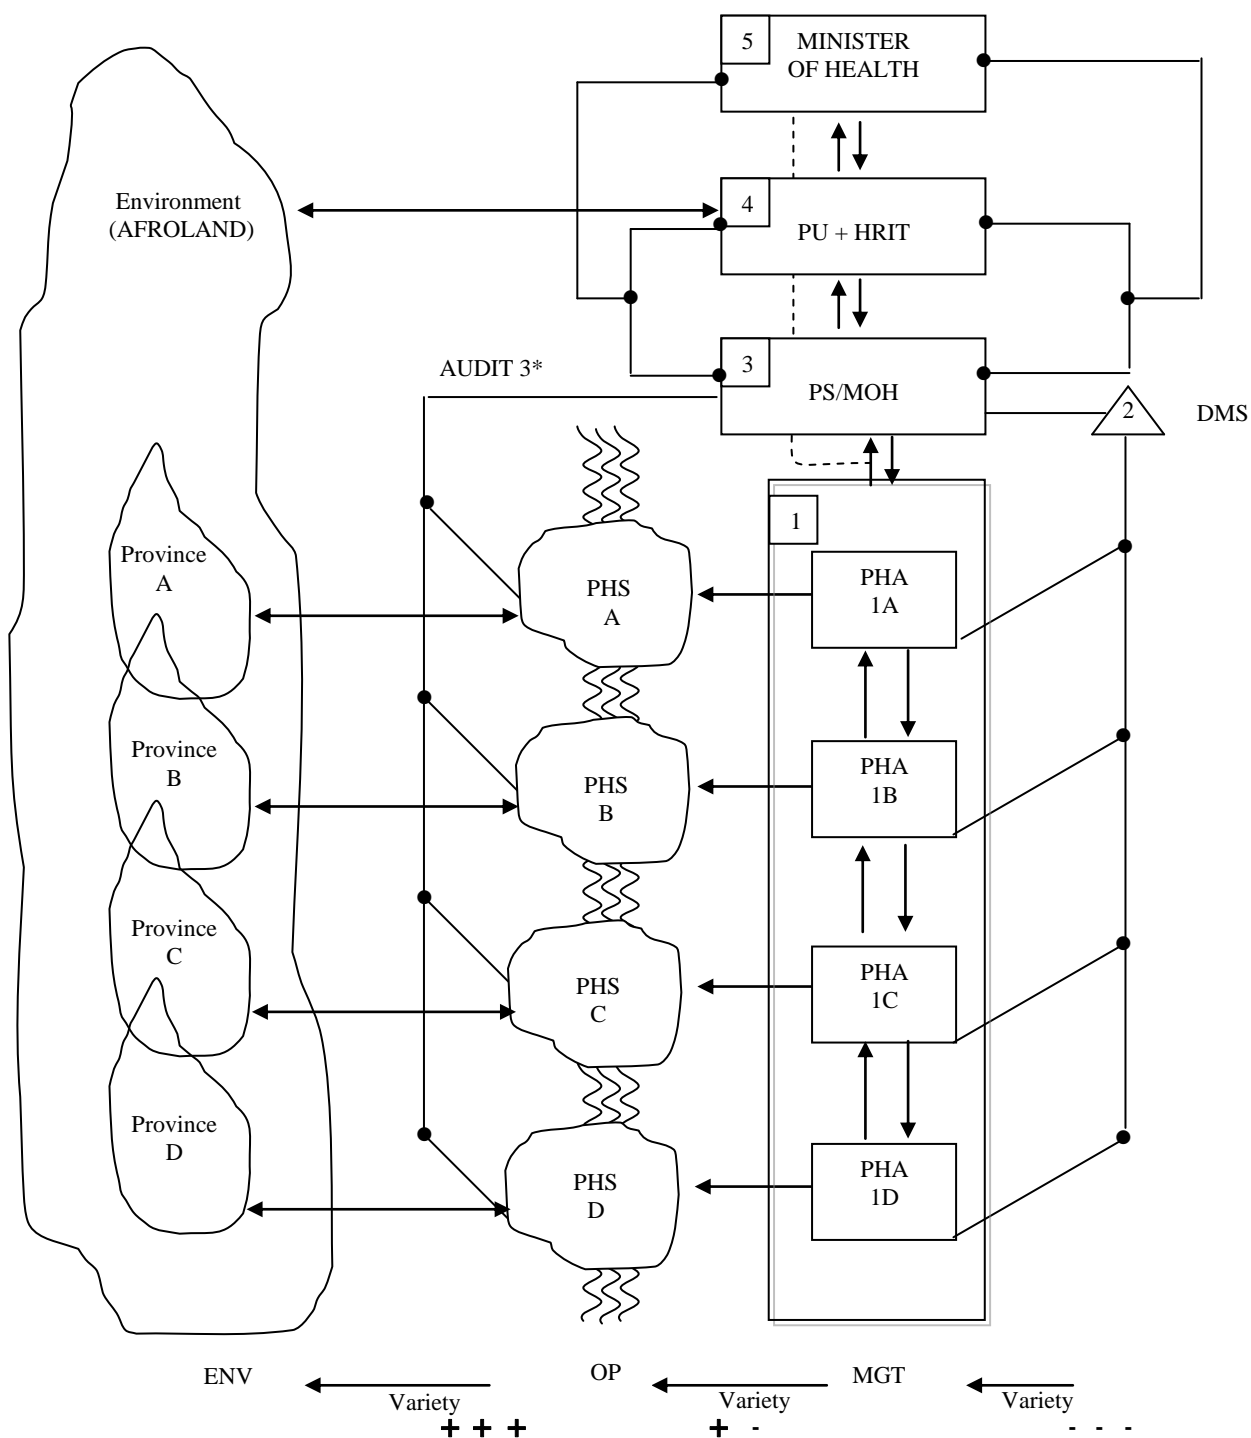 5
MINISTER
OF HEALTH
Environment
(AFROLAND)
4
PU + HRIT
AUDIT 3*
3
PS/MOH
2
DMS
1
Province
A
PHS
A
PHA
1A
Province
B
PHS
B
PHA
1B
Province
C
PHS
C
PHA
1C
Province
D
PHS
D
PHA
1D
ENV
OP
MGT
Variety
Variety
Variety
+ + +
+ -
- - -